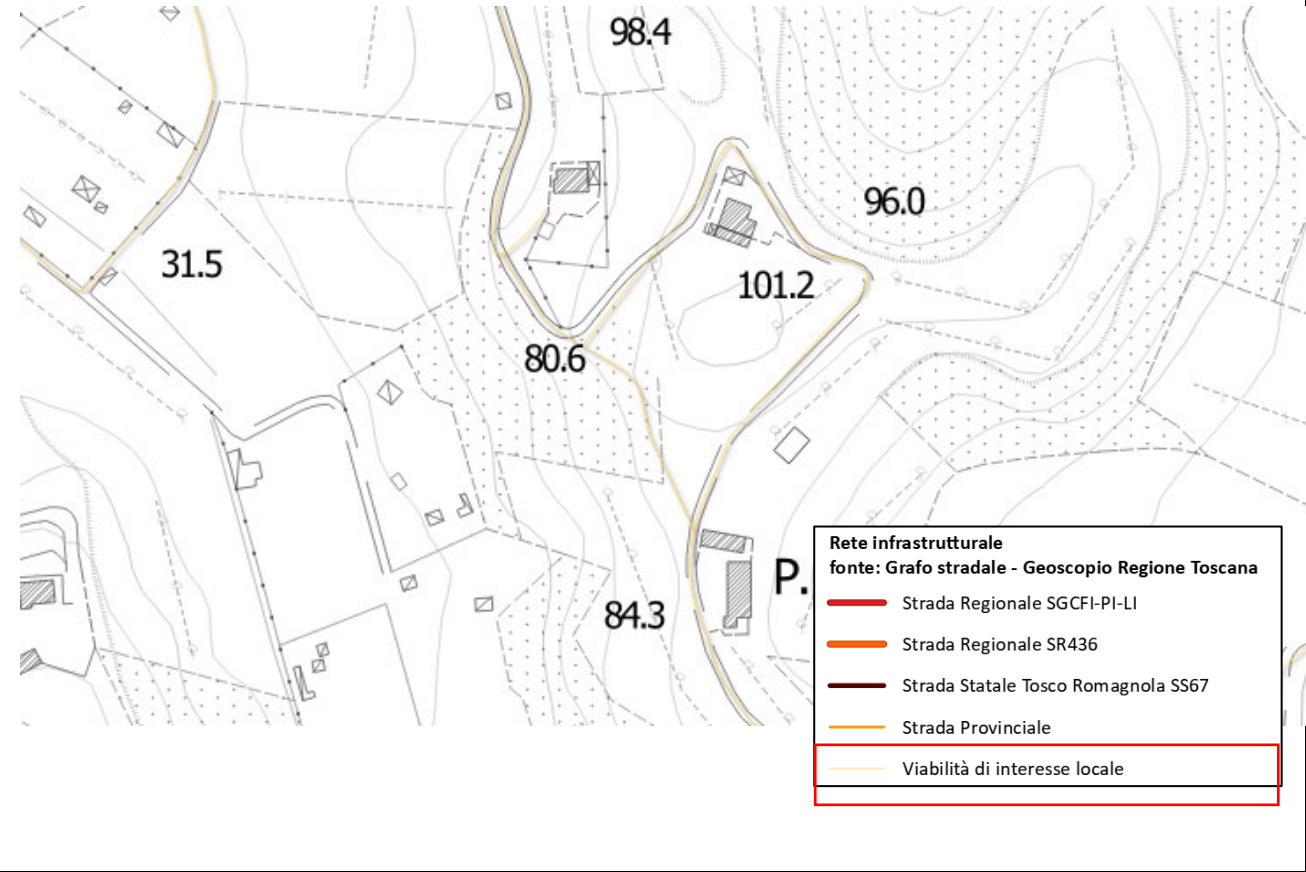 98.4
96.0
31.5
101.2
80.6
P.
84.3
Rete infrastrutturale
fonte: Grafo stradale - Geoscopio Regione Toscana
Strada Regionale SGCFI-PI-LI
Strada Regionale SR436
Strada Statale Tosco Romagnola SS67
Strada Provinciale
Viabilità di interesse locale